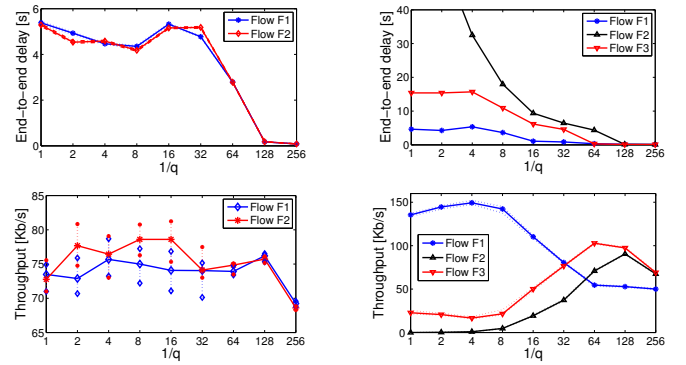 End-to-end delay [s]
6
4
2
0
1 2 4 8 16 32 64 128 256
1/q
Flow F1
Flow F2
End-to-end delay [s]
40
30
20
10
0
1 2 4 8 16 32 64 128 256
1/q
Flow F1
Flow F2
Flow F3
Throughput [Kb/s]
85
80
75
70
65
1 2 4 8 16 32 64 128 256
1/q
Flow F1
Flow F2
Throughput [Kb/s]
150
100
50
0
1 2 4 8 16 32 64 128 256
1/q
Flow F1
Flow F2
Flow F3